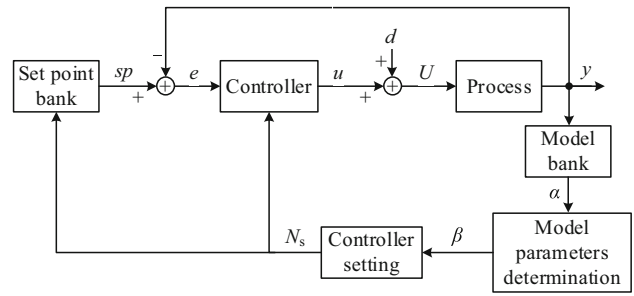 −
d
+
Set point
bank
sp
+
e
Controller
u
+
U
Process
y
Model
bank
α
Model
parameters
determination
β
Controller
setting
Ns